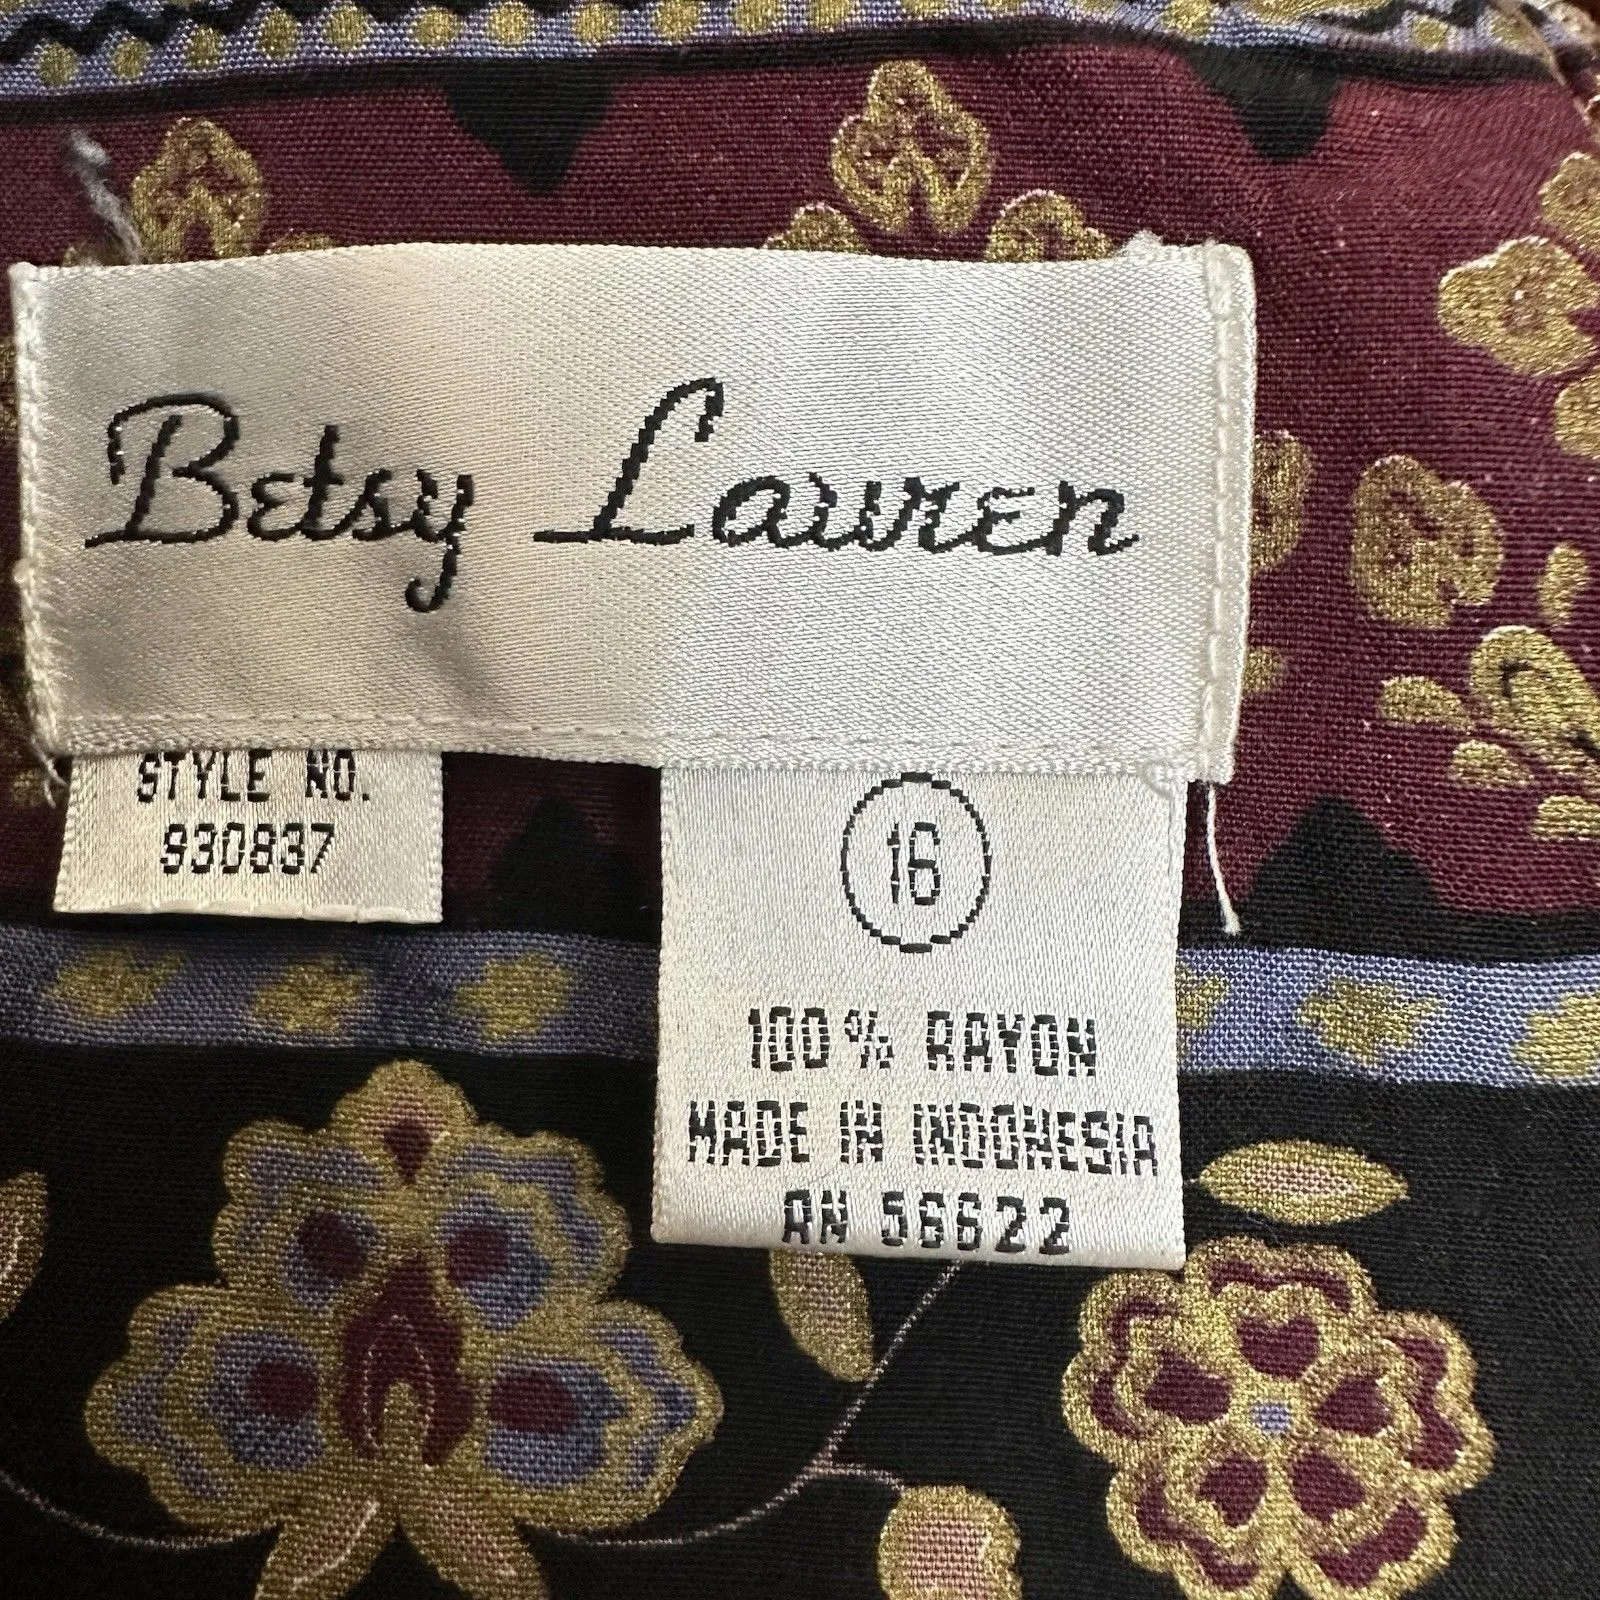 Betsy Lauren
STYLE NO.
930837
16
100% RAYON
MADE IN INDONESIA
RN 56622